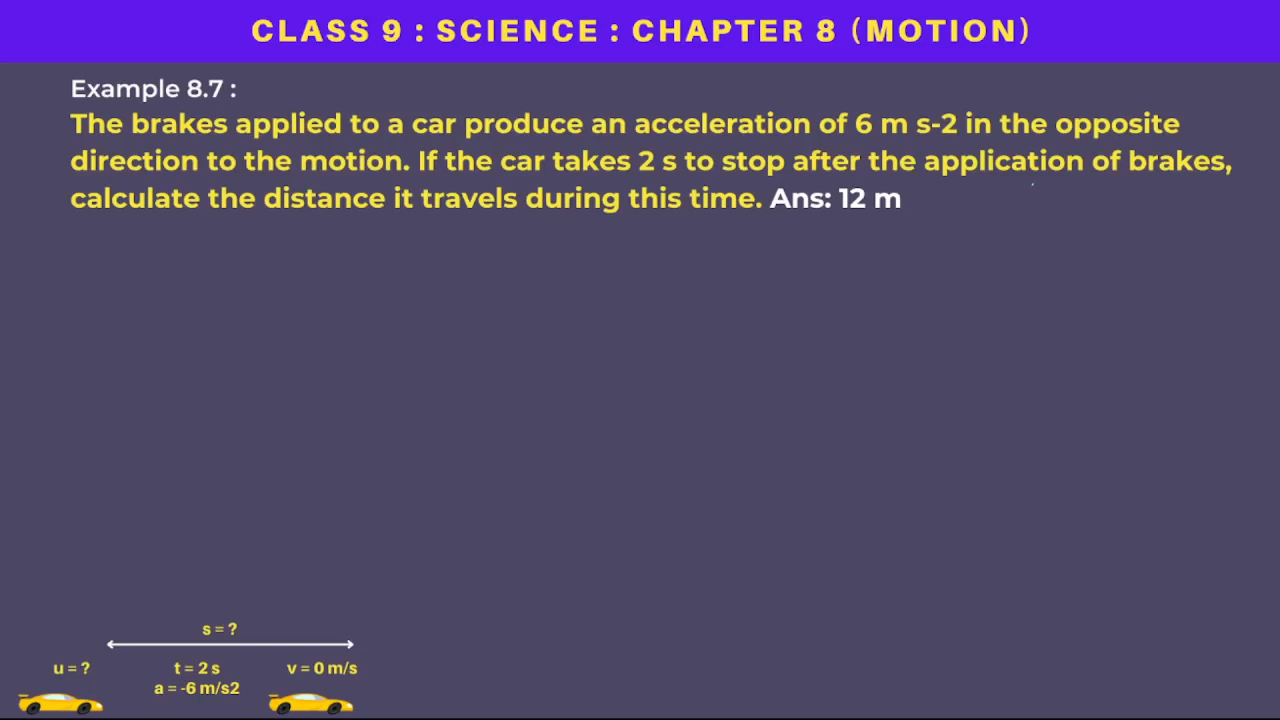 CLASS 9 : SCIENCE : CHAPTER 8 (MOTION)
Example 8.7 :
The brakes applied to a car produce an acceleration of 6 m s-2 in the opposite
direction to the motion. If the car takes 2 s to stop after the application of brakes,
calculate the distance it travels during this time. Ans: 12 m
s = ?
u = ? t = 2 s v = 0 m/s
a = -6 m/s2